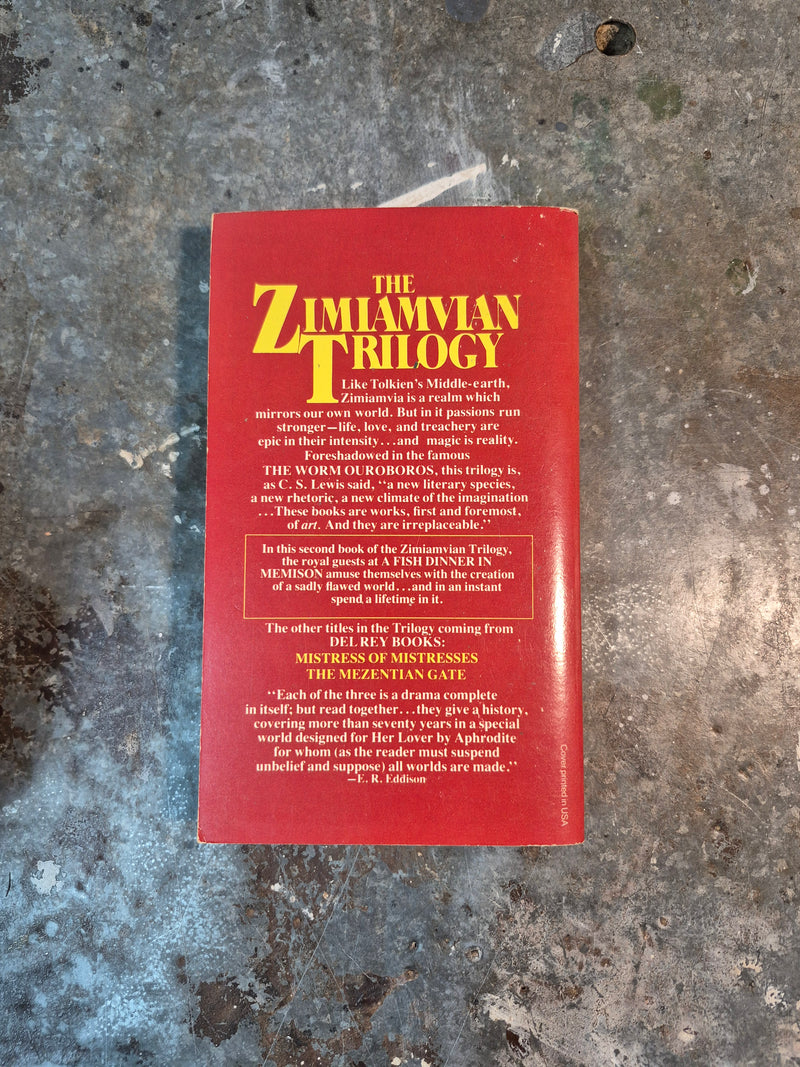 THE
ZIMIAMVIAN
TRILOGY
Like Tolkien's Middle-earth,
Zimiamvia is a realm which
mirrors our own world. But in it passions run
stronger—life, love, and treachery are
epic in their intensity...and magic is reality.
Foreshadowed in the famous
THE WORM OUROBOROS, this trilogy is,
as C. S. Lewis said, "a new literary species,
a new rhetoric, a new climate of the imagination
...These books are works, first and foremost,
of art. And they are irreplaceable."
In this second book of the Zimiamvian Trilogy,
the royal guests at A FISH DINNER IN
MEMISON amuse themselves with the creation
of a sadly flawed world...and in an instant
spend a lifetime in it.
The other titles in the Trilogy coming from
DEL REY BOOKS:
MISTRESS OF MISTRESSES
THE MEZENTIAN GATE
"Each of the three is a drama complete
in itself; but read together...they give a history,
covering more than seventy years in a special
world designed for Her Lover by Aphrodite
for whom (as the reader must suspend
unbelief and suppose) all worlds are made."
—E. R. Eddison
Cover printed in USA